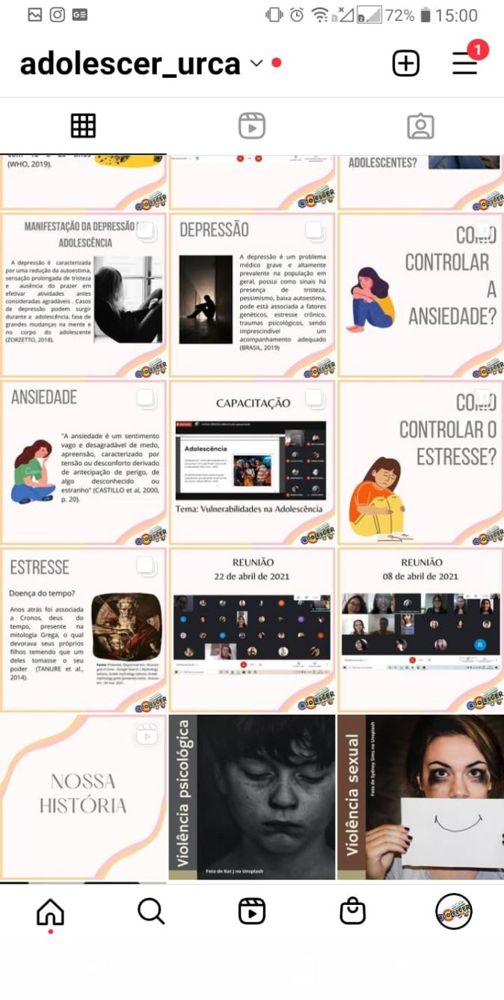 72% 15:00
adolescer_urca
1
(WHO, 2019).
ADOLESCENTES?
MANIFESTAÇÃO DA DEPRESSÃO
ADOLESCÊNCIA
A depressão é caracterizada
por uma redução da autoestima,
sensação prolongada de tristeza
e ausência do prazer em
efetivar atividades antes
consideradas agradáveis . Casos
de depressão podem surgir
durante a adolescência, fase de
grandes mudanças na mente e
no corpo do adolescente
(ZORZETTO, 2018).
AdoLESCER
DEPRESSÃO
A depressão é um problema
médico grave e altamente
prevalente na população em
geral, possui como sinais há
presença de tristeza,
pessimismo, baixa autoestima,
pode está associada a fatores
genéticos, estresse crônico,
traumas psicológicos, sendo
imprescindível um
acompanhamento adequado
(BRASIL, 2019)
AdoLESCER
COMO
CONTROLAR
A
ANSIEDADE?
AdoLESCER
ANSIEDADE
"A ansiedade é um sentimento
vago e desagradável de medo,
apreensão, caracterizado por
tensão ou desconforto derivado
de antecipação de perigo, de
algo desconhecido ou
estranho" (CASTILLO et al, 2000,
p. 20).
Canva
AdoLESCER
CAPACITAÇÃO
Adolescência
Tema: Vulnerabilidades na Adolescência
AdoLESCER
COMO
CONTROLAR O
ESTRESSE?
AdoLESCER
ESTRESSE
Doença do tempo?
Anos atrás foi associada
a Cronos, deus do
tempo, presente na
mitologia Grega, o qual
devorava seus próprios
filhos temendo que um
deles tomasse o seu
poder (TANURE et al.,
2014).
AdoLESCER
REUNIÃO
22 de abril de 2021
AdoLESCER
REUNIÃO
08 de abril de 2021
R
AdoLESCER
NOSSA
HISTÓRIA
Violência psicológica
Foto de Kat J no Unsplash
Violência sexual
Foto de Sydney Sims no Unsplash